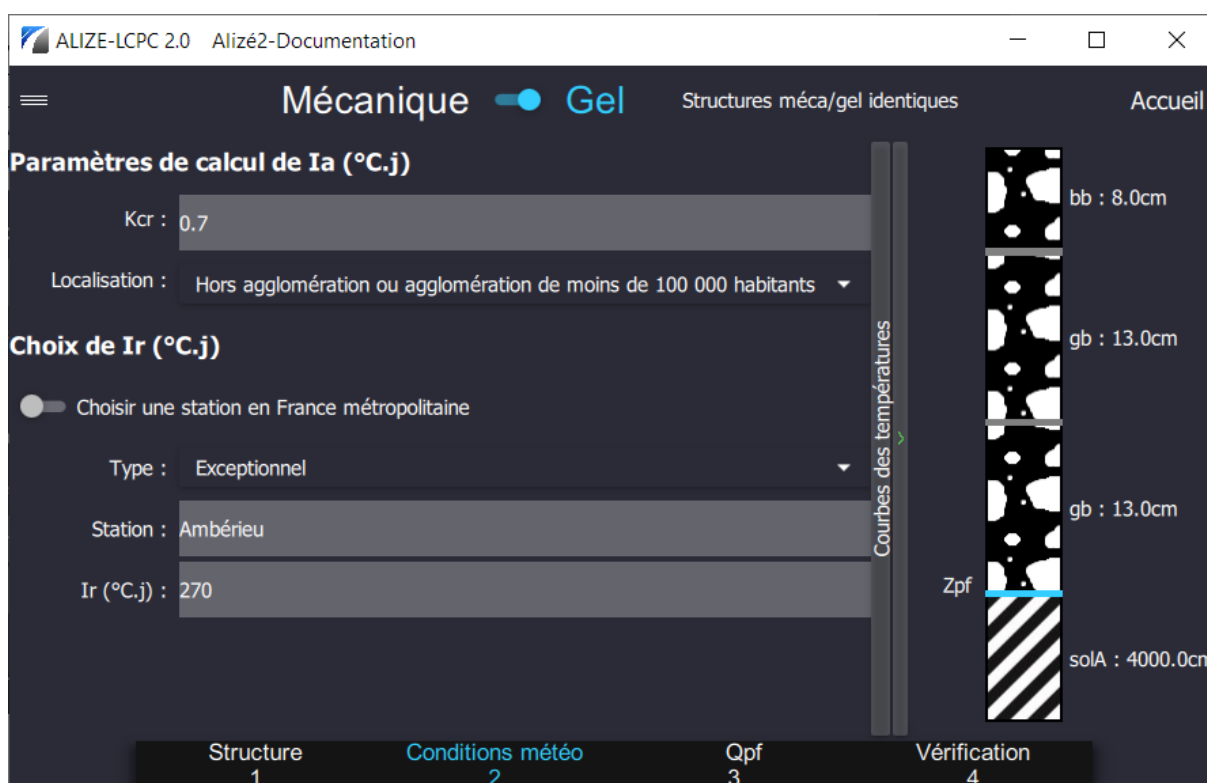 ALIZE-LCPC 2.0 Alizé2-Documentation
Mécanique Gel Structures méca/gel identiques Accueil
Paramètres de calcul de Ia (°C.j)
Kcr : 0.7
Localisation : Hors agglomération ou agglomération de moins de 100 000 habitants
Choix de Ir (°C.j)
Choisir une station en France métropolitaine
Type : Exceptionnel
Station : Ambérieu
Ir (°C.j) : 270
Courbes des températures
bb : 8.0cm
gb : 13.0cm
gb : 13.0cm
Zpf
solA : 4000.0cm
Structure Conditions météo Qpf Vérification
1 2 3 4